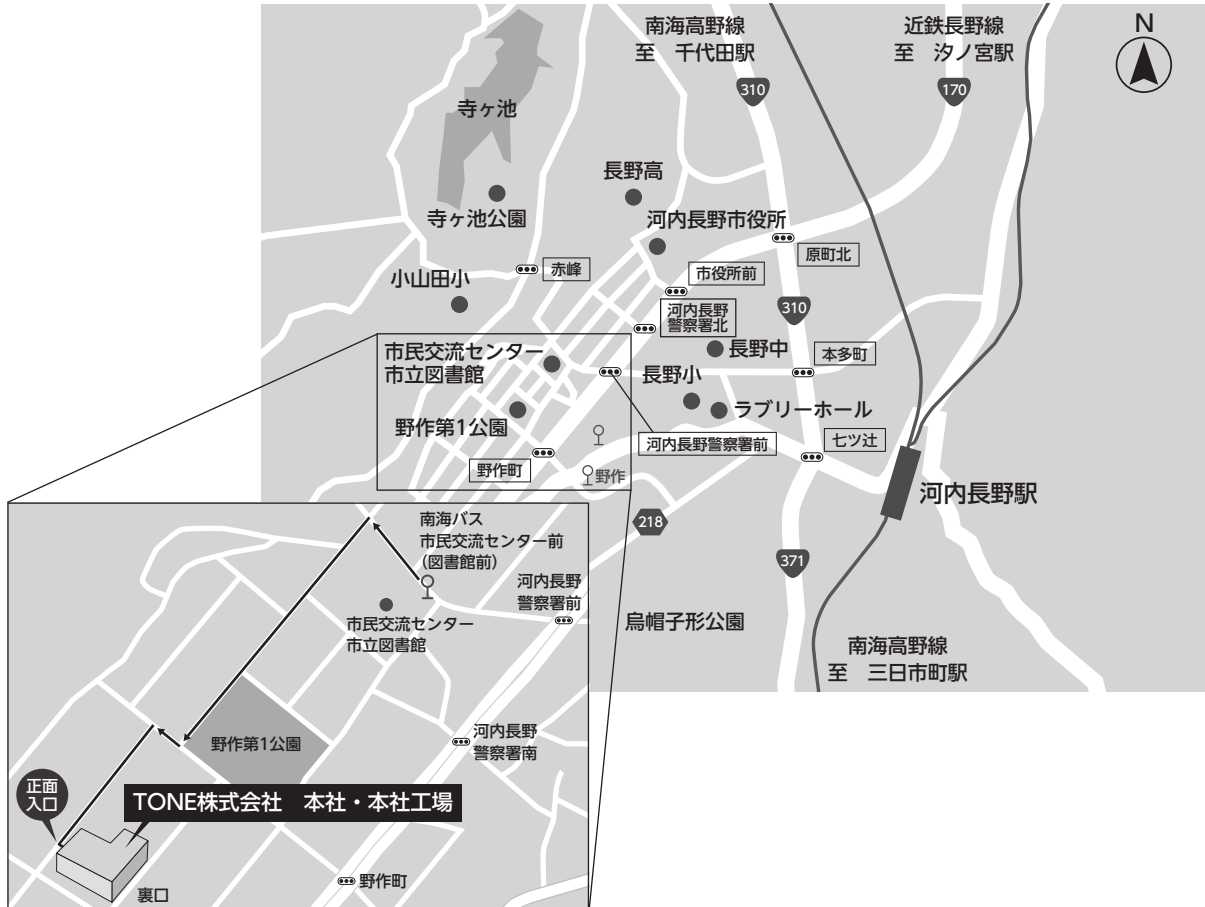 南海高野線
至　千代田駅
近鉄長野線
至　汐ノ宮駅
N
310
170
寺ヶ池
長野高
寺ヶ池公園
河内長野市役所
原町北
赤峰
市役所前
小山田小
河内長野
警察署北
310
市民交流センター
市立図書館
長野中
本多町
長野小
野作第1公園
ラブリーホール
河内長野警察署前
七ツ辻
野作町
野作
河内長野駅
218
371
烏帽子形公園
南海高野線
至　三日市町駅
南海バス
市民交流センター前
（図書館前）
河内長野
警察署前
市民交流センター
市立図書館
野作第1公園
河内長野
警察署南
正面
入口
TONE株式会社　本社・本社工場
野作町
裏口